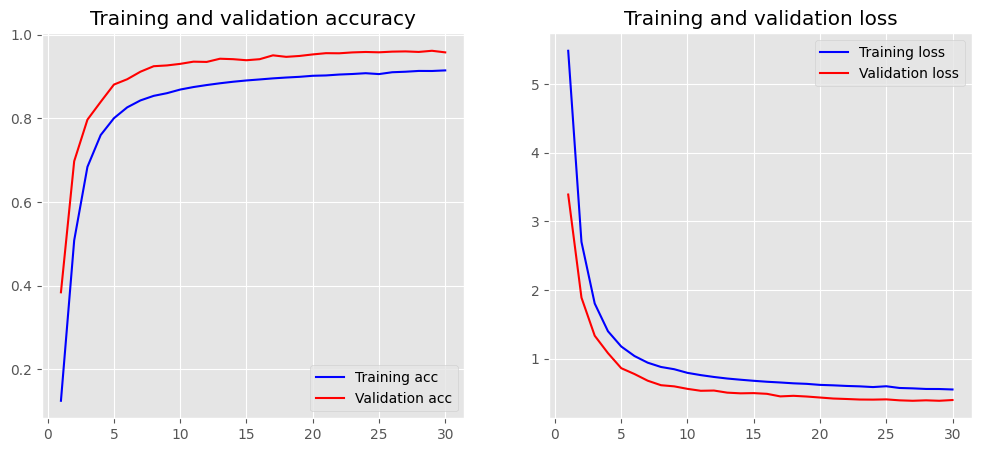 Training and validation accuracy
1.0
0.8
0.6
0.4
0.2
0 5 10 15 20 25 30
Training acc
Validation acc
Training and validation loss
5
4
3
2
1
0 5 10 15 20 25 30
Training loss
Validation loss